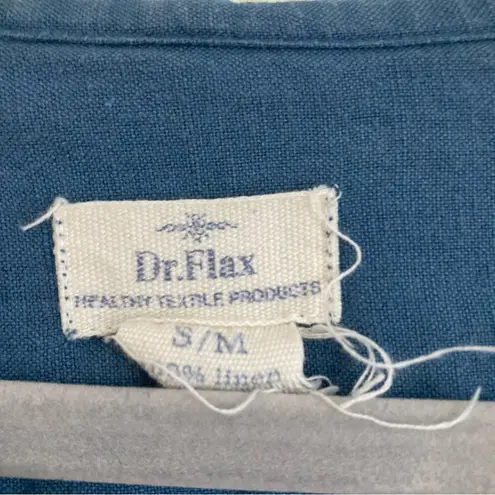 Dr.Flax
HEALTHY TEXTILE PRODUCTS
S/M
linen